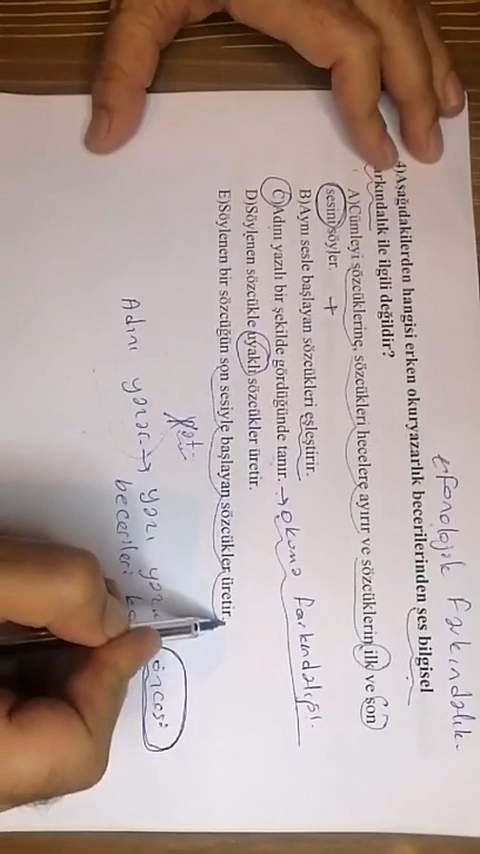 fonolojik farkındalık
4)Aşağıdakilerden hangisi erken okuryazarlık becerilerinden ses bilgisel
farkındalık ile ilgili değildir?
A)Cümleyi sözcüklerine, sözcükleri hecelere ayırır ve sözcüklerin ilk ve son
sesini söyler. +
B)Aynı sesle başlayan sözcükleri eşleştirir.
C)Adını yazılı bir şekilde gördüğünde tanır. → okuma farkındalığı.
D)Söylenen sözcükle uyaklı sözcükler üretir.
E)Söylenen bir sözcüğün son sesiyle başlayan sözcükler üretir.
Adını yazar → yazı
becerileri
öncesi